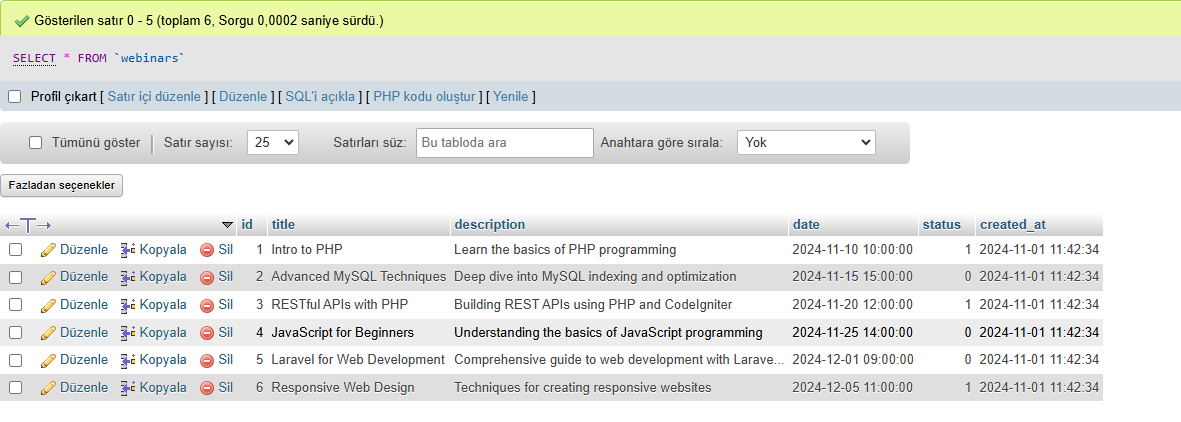 Gösterilen satır 0 - 5 (toplam 6, Sorgu 0,0002 saniye sürdü.)
SELECT * FROM `webinars`
Profil çıkart [ Satır içi düzenle ] [ Düzenle ] [ SQL'i açıkla ] [ PHP kodu oluştur ] [ Yenile ]
Tümünü göster Satır sayısı: 25 Satırları süz: Bu tabloda ara Anahtara göre sırala: Yok
Fazladan seçenekler
←T→ id title description date status created_at
Düzenle Kopyala Sil 1 Intro to PHP Learn the basics of PHP programming 2024-11-10 10:00:00 1 2024-11-01 11:42:34
Düzenle Kopyala Sil 2 Advanced MySQL Techniques Deep dive into MySQL indexing and optimization 2024-11-15 15:00:00 0 2024-11-01 11:42:34
Düzenle Kopyala Sil 3 RESTful APIs with PHP Building REST APIs using PHP and CodeIgniter 2024-11-20 12:00:00 1 2024-11-01 11:42:34
Düzenle Kopyala Sil 4 JavaScript for Beginners Understanding the basics of JavaScript programming 2024-11-25 14:00:00 0 2024-11-01 11:42:34
Düzenle Kopyala Sil 5 Laravel for Web Development Comprehensive guide to web development with Larave... 2024-12-01 09:00:00 0 2024-11-01 11:42:34
Düzenle Kopyala Sil 6 Responsive Web Design Techniques for creating responsive websites 2024-12-05 11:00:00 1 2024-11-01 11:42:34